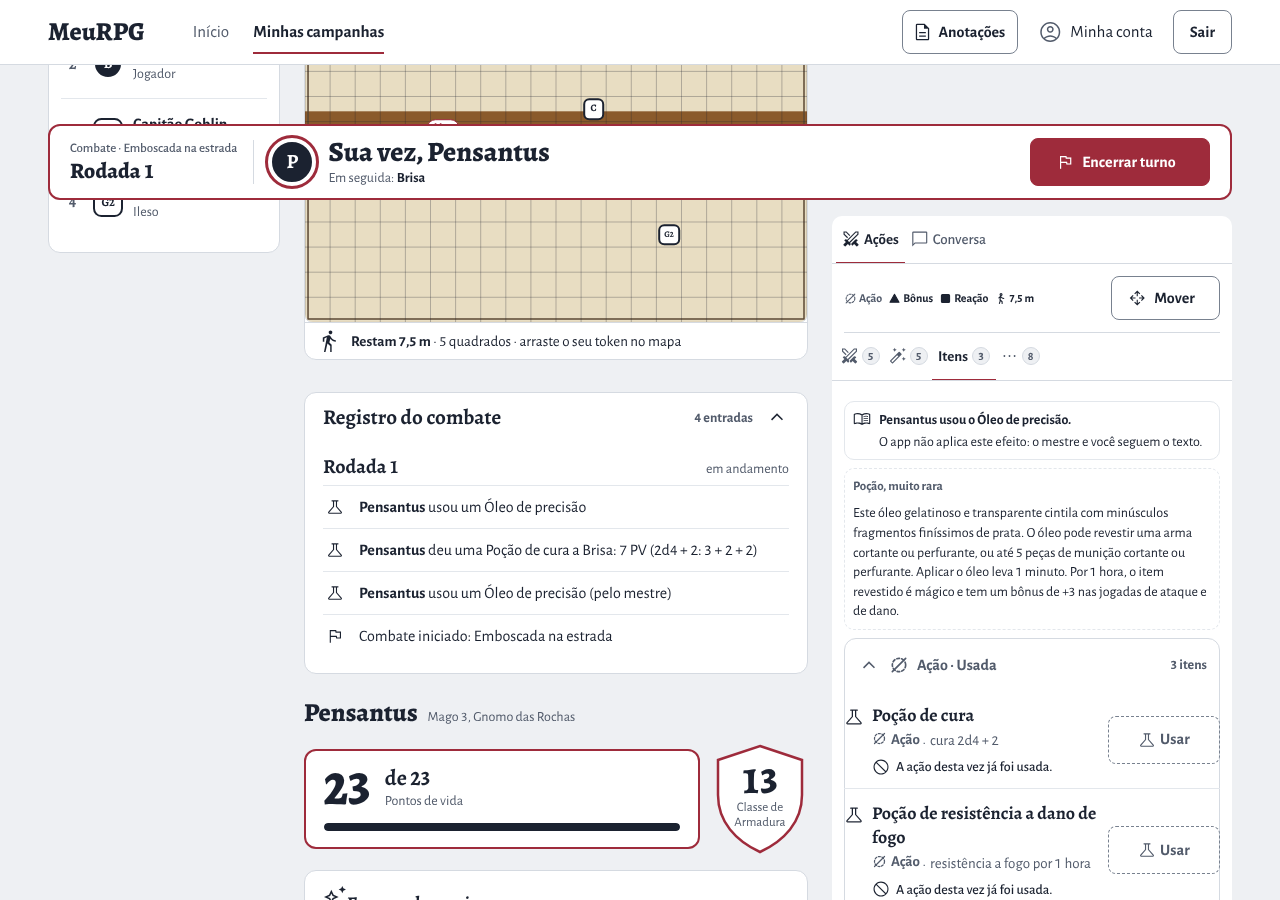 MeuRPG
Início
Minhas campanhas
Anotações
Minha conta
Sair
2
Jogador
C
Combate · Emboscada na estrada
Rodada 1
P
Sua vez, Pensantus
Em seguida: Brisa
Encerrar turno
4
G2
Ileso
G2
Restam 7,5 m · 5 quadrados · arraste o seu token no mapa
Registro do combate
4 entradas
Rodada 1
em andamento
Pensantus usou um Óleo de precisão
Pensantus deu uma Poção de cura a Brisa: 7 PV (2d4 + 2: 3 + 2 + 2)
Pensantus usou um Óleo de precisão (pelo mestre)
Combate iniciado: Emboscada na estrada
Pensantus
Mago 3, Gnomo das Rochas
23
de 23
Pontos de vida
13
Classe de
Armadura
Ações
Conversa
Ação
Bônus
Reação
7,5 m
Mover
5
5
Itens 3
8
Pensantus usou o Óleo de precisão.
O app não aplica este efeito: o mestre e você seguem o texto.
Poção, muito rara
Este óleo gelatinoso e transparente cintila com minúsculos
fragmentos finíssimos de prata. O óleo pode revestir uma arma
cortante ou perfurante, ou até 5 peças de munição cortante ou
perfurante. Aplicar o óleo leva 1 minuto. Por 1 hora, o item
revestido é mágico e tem um bônus de +3 nas jogadas de ataque e
de dano.
Ação · Usada
3 itens
Poção de cura
Ação · cura 2d4 + 2
A ação desta vez já foi usada.
Usar
Poção de resistência a dano de
fogo
Ação · resistência a fogo por 1 hora
A ação desta vez já foi usada.
Usar